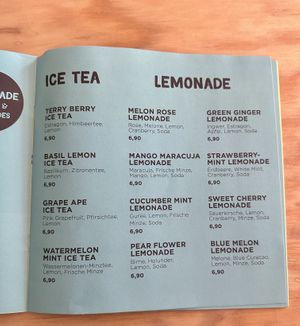 ADE
&
DES
ICE TEA
TERRY BERRY
ICE TEA
Estragon, Himbeertee,
Lemon
6,90
BASIL LEMON
ICE TEA
Basilikum, Zitronentee,
Lemon
6,90
GRAPE APE
ICE TEA
Pink Grapefruit, Pfirsichtee,
Lemon
6,90
WATERMELON
MINT ICE TEA
Wassermelonen-Minztee,
Lemon, Frische Minze
6,90
LEMONADE
MELON ROSE
LEMONADE
Rose, Melone, Lemon,
Cranberry, Soda
6,90
MANGO MARACUJA
LEMONADE
Maracuja, Frische Minze,
Mango, Lemon, Soda
6,90
CUCUMBER MINT
LEMONADE
Gurke, Lemon, Frische
Minze, Soda
6,90
PEAR FLOWER
LEMONADE
Birne, Holunder,
Lemon, Soda
6,90
GREEN GINGER
LEMONADE
Ingwer, Estragon,
Apfel, Lemon, Soda
6,90
STRAWBERRY-
MINT LEMONADE
Erdbeere, White Mint,
Cranberry, Soda
6,90
SWEET CHERRY
LEMONADE
Sauerkirsche, Lemon,
Cranberry, Minze, Soda
6,90
BLUE MELON
LEMONADE
Melone, Blue Curacao,
Lemon, Minze, Soda
6,90